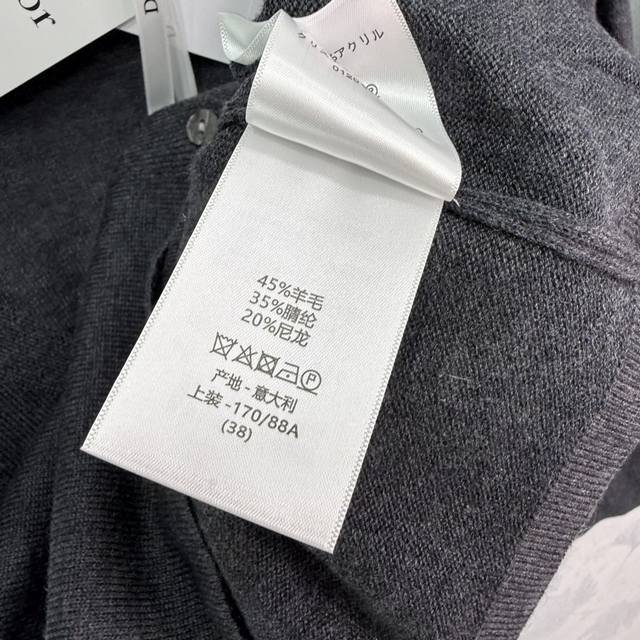 or
D
アクリル
45%羊毛
35%腈纶
20%尼龙
产地 - 意大利
上装 -170/88A
(38)